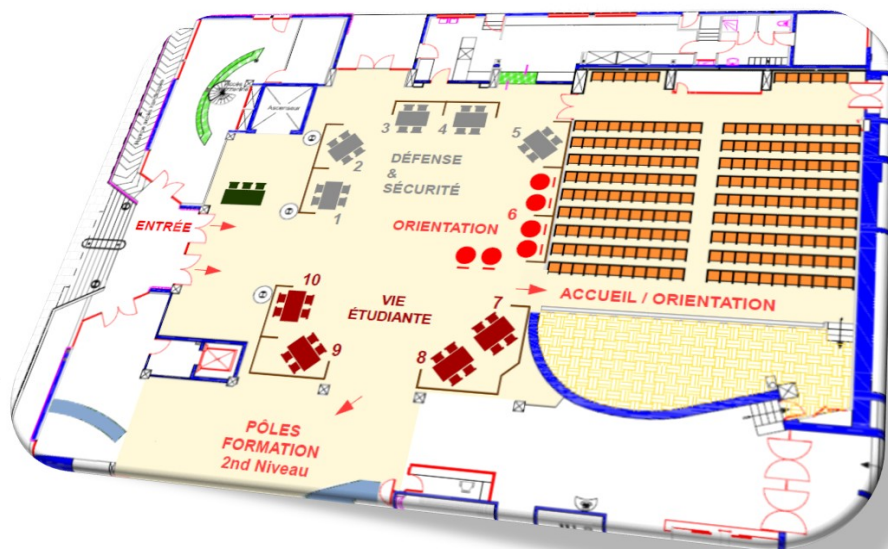 Ascenseur
3
4
5
2
DÉFENSE
&
SÉCURITÉ
1
6
ENTRÉE
ORIENTATION
10
VIE
ÉTUDIANTE
7
ACCUEIL / ORIENTATION
9
8
PÔLES
FORMATION
2nd Niveau